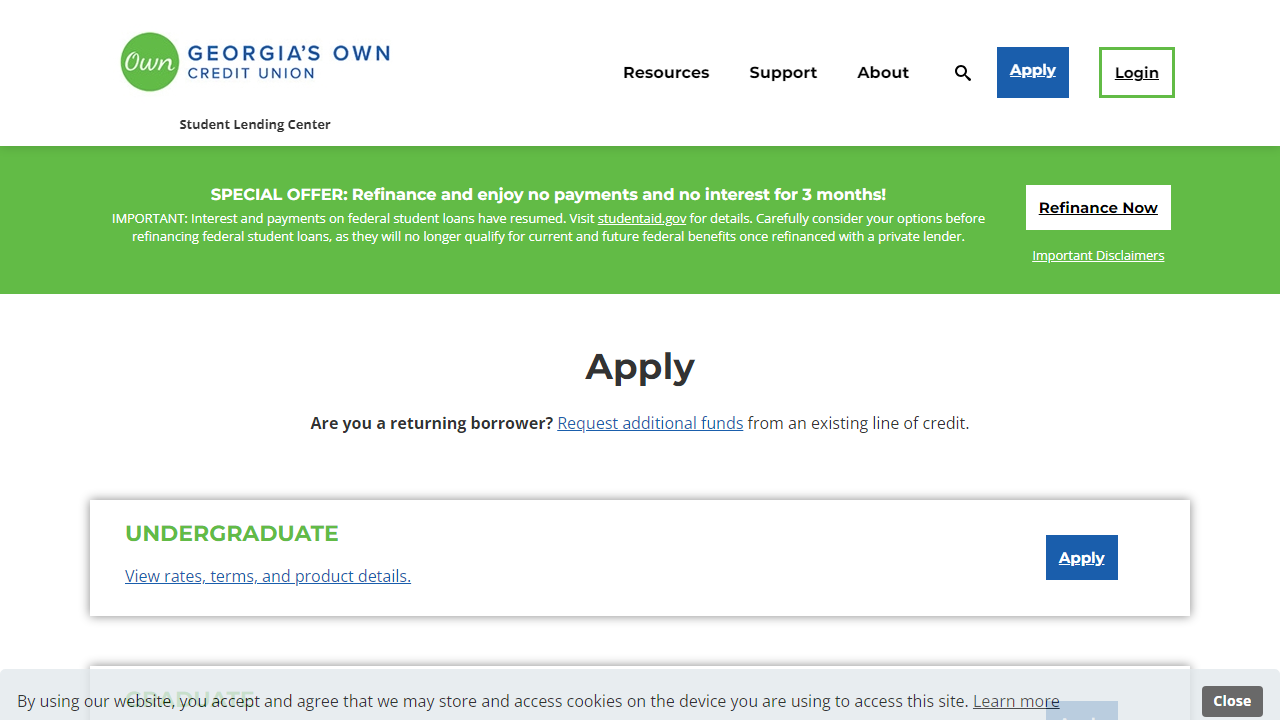 Own GEORGIA'S OWN
CREDIT UNION
Student Lending Center
Resources Support About Apply Login
SPECIAL OFFER: Refinance and enjoy no payments and no interest for 3 months!
IMPORTANT: Interest and payments on federal student loans have resumed. Visit studentaid.gov for details. Carefully consider your options before
refinancing federal student loans, as they will no longer qualify for current and future federal benefits once refinanced with a private lender.
Refinance Now
Important Disclaimers
Apply
Are you a returning borrower? Request additional funds from an existing line of credit.
UNDERGRADUATE
View rates, terms, and product details.
Apply
GRADUATE
Apply
By using our website, you accept and agree that we may store and access cookies on the device you are using to access this site. Learn more
Close